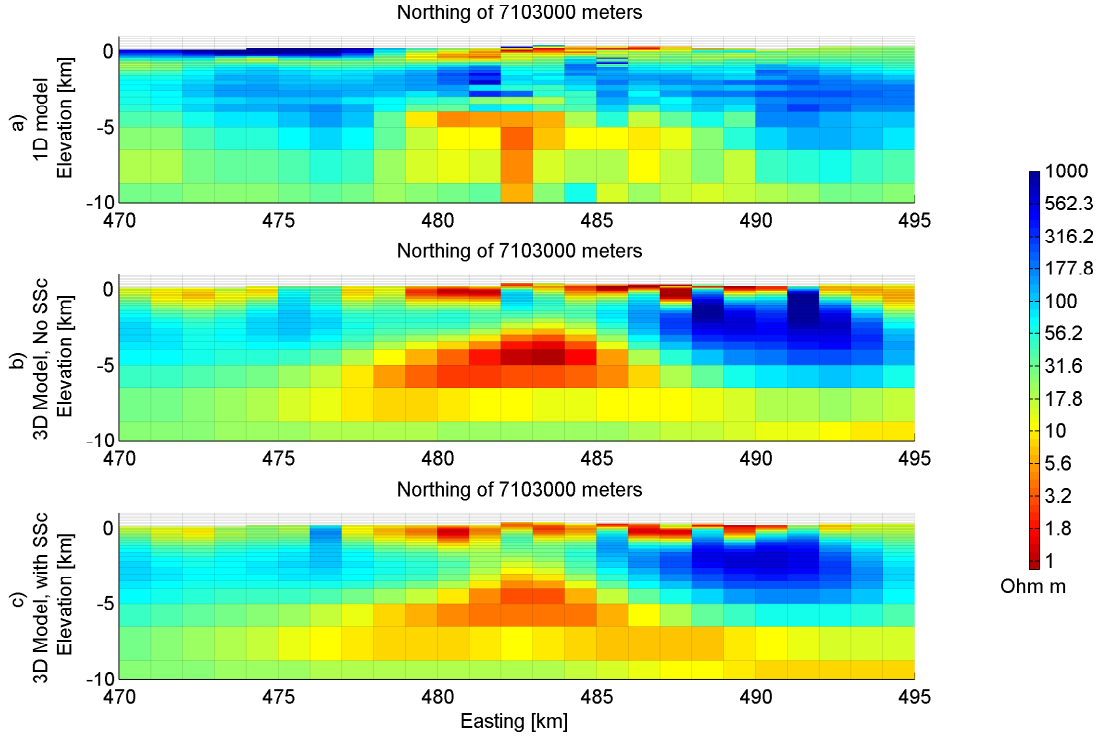 Northing of 7103000 meters
a)
1D model
Elevation [km]
0
-5
-10
470
475
480
485
490
495
Northing of 7103000 meters
b)
3D Model, No SSc
Elevation [km]
0
-5
-10
470
475
480
485
490
495
Northing of 7103000 meters
c)
3D Model, with SSc
Elevation [km]
0
-5
-10
470
475
480
485
490
495
Easting [km]
1000
562.3
316.2
177.8
100
56.2
31.6
17.8
10
5.6
3.2
1.8
1
Ohm m